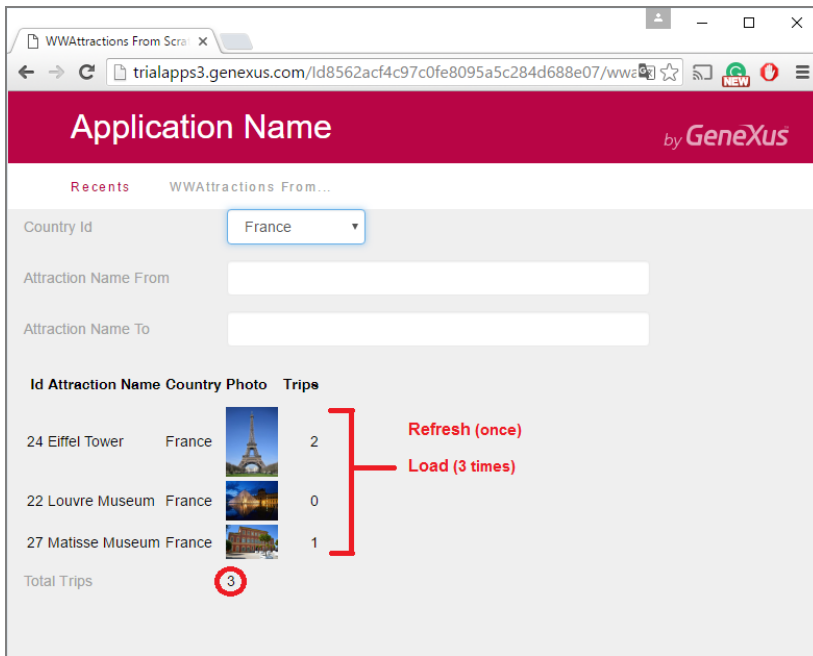 WWAttractions From Scra
trialapps3.genexus.com/Id8562acf4c97c0fe8095a5c284d688e07/wwa
NEW
Application Name
by GeneXus
Recents WWAttractions From...
Country Id France
Attraction Name From
Attraction Name To
Id Attraction Name Country Photo Trips
24 Eiffel Tower France 2
Refresh (once)
Load (3 times)
22 Louvre Museum France 0
27 Matisse Museum France 1
Total Trips 3